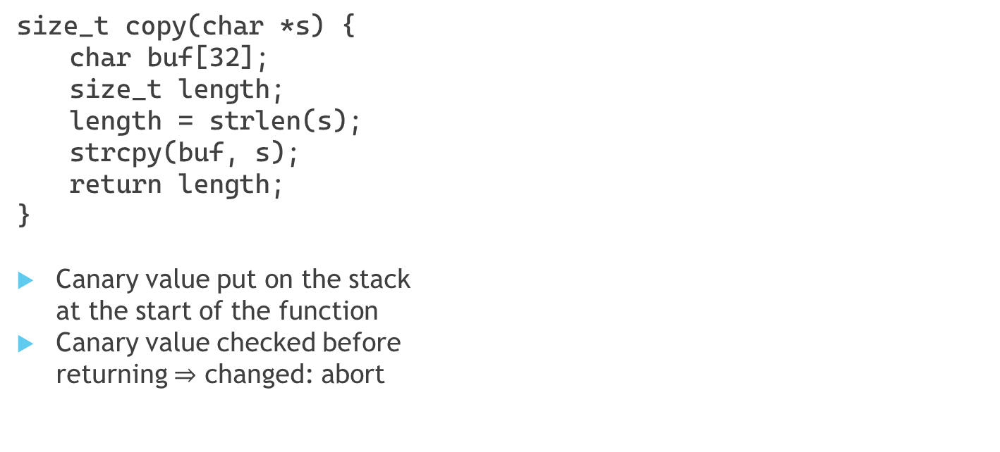 size_t copy(char *s) {
char buf[32];
size_t length;
length = strlen(s);
strcpy(buf, s);
return length;
}
Canary value put on the stack
at the start of the function
Canary value checked before
returning ⇒ changed: abort